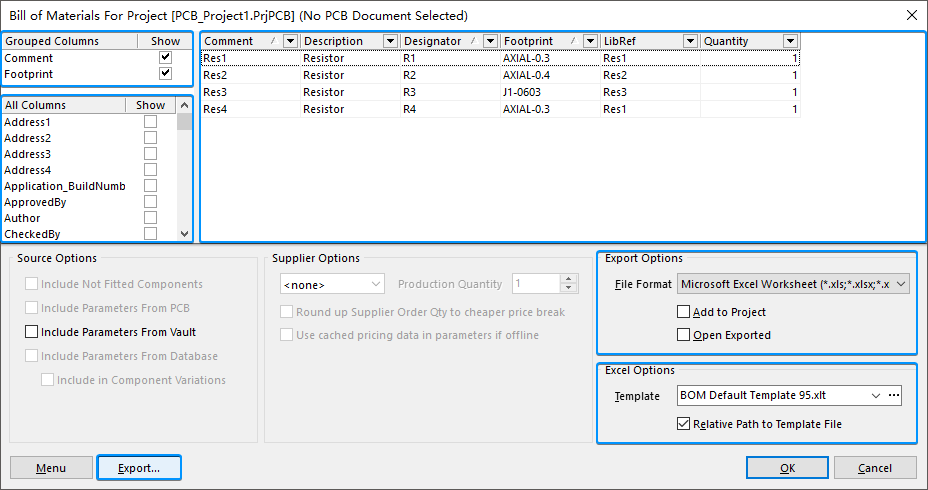 Bill of Materials For Project [PCB_Project1.PrjPCB] (No PCB Document Selected)
Grouped Columns Show
Comment
Footprint
All Columns Show
Address1
Address2
Address3
Address4
Application_BuildNumb
ApprovedBy
Author
CheckedBy
Comment Description Designator Footprint LibRef Quantity
Res1 Resistor R1 AXIAL-0.3 Res1 1
Res2 Resistor R2 AXIAL-0.4 Res2 1
Res3 Resistor R3 J1-0603 Res3 1
Res4 Resistor R4 AXIAL-0.3 Res1 1
Source Options
Include Not Fitted Components
Include Parameters From PCB
Include Parameters From Vault
Include Parameters From Database
Include in Component Variations
Supplier Options
<none> Production Quantity 1
Round up Supplier Order Qty to cheaper price break
Use cached pricing data in parameters if offline
Export Options
File Format Microsoft Excel Worksheet (*.xls;*.xlsx;*.x
Add to Project
Open Exported
Excel Options
Template BOM Default Template 95.xlt ...
Relative Path to Template File
Menu Export... OK Cancel